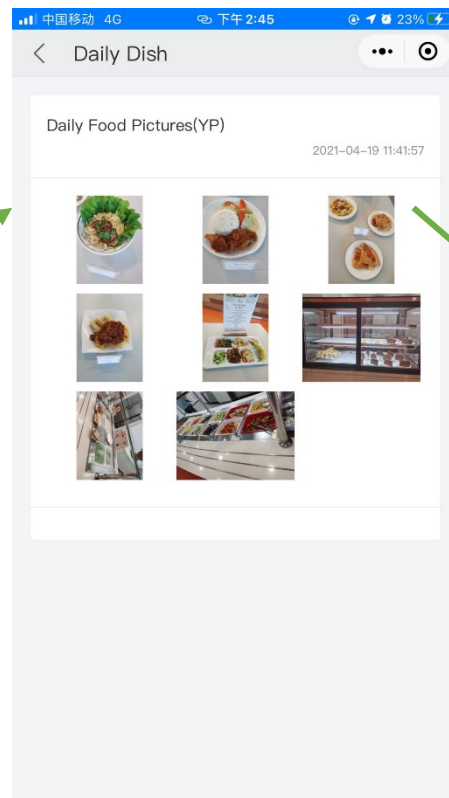 中国移动 4G 下午 2:45 23%
Daily Dish
Daily Food Pictures(YP)
2021-04-19 11:41:57